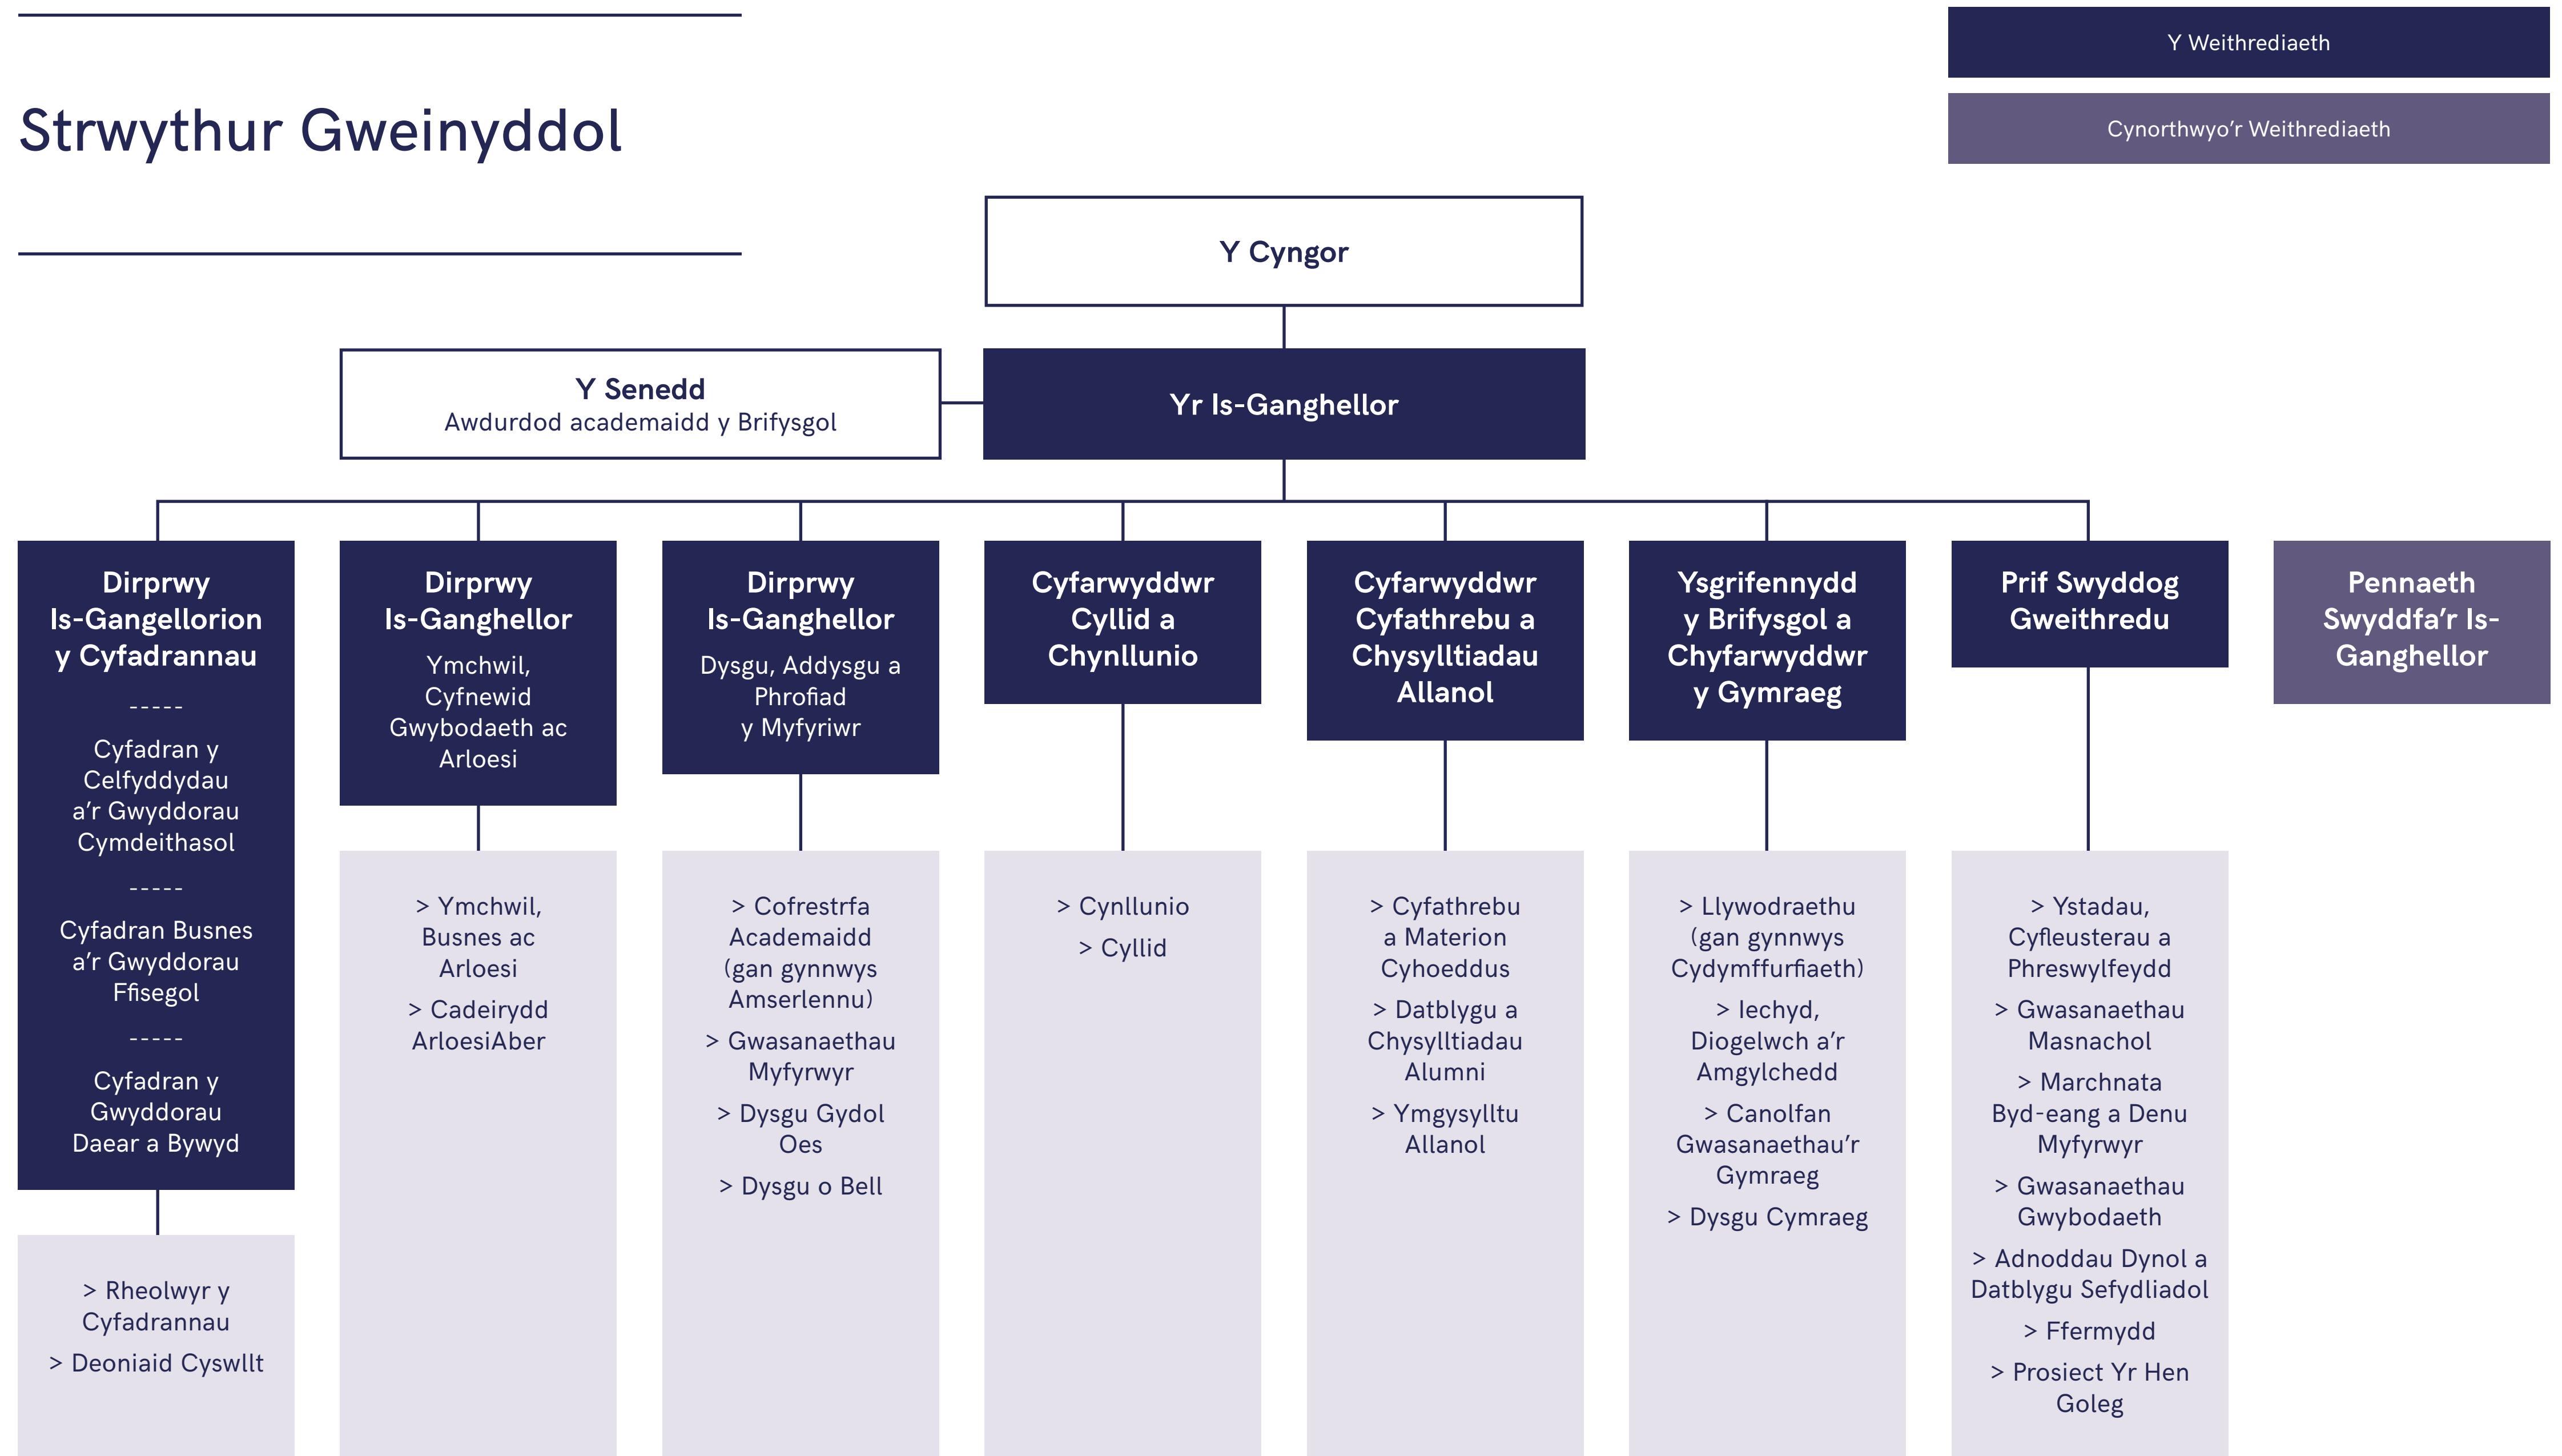 Strwythur Gweinyddol
Y Weithrediaeth
Cynorthwyo’r Weithrediaeth
Y Cyngor
Y Senedd
Awdurdod academaidd y Brifysgol
Yr Is-Ganghellor
Dirprwy
Is-Gangellorion
y Cyfadrannau
-----
Cyfadran y
Celfyddydau
a’r Gwyddorau
Cymdeithasol
-----
Cyfadran Busnes
a’r Gwyddorau
Ffisegol
-----
Cyfadran y
Gwyddorau
Daear a Bywyd
> Rheolwyr y
Cyfadrannau
> Deoniaid Cyswllt
Dirprwy
Is-Ganghellor
Ymchwil,
Cyfnewid
Gwybodaeth ac
Arloesi
> Ymchwil,
Busnes ac
Arloesi
> Cadeirydd
ArloesiAber
Dirprwy
Is-Ganghellor
Dysgu, Addysgu a
Phrofiad
y Myfyriwr
> Cofrestrfa
Academaidd
(gan gynnwys
Amserlennu)
> Gwasanaethau
Myfyrwyr
> Dysgu Gydol
Oes
> Dysgu o Bell
Cyfarwyddwr
Cyllid a
Chynllunio
> Cynllunio
> Cyllid
Cyfarwyddwr
Cyfathrebu a
Chysylltiadau
Allanol
> Cyfathrebu
a Materion
Cyhoeddus
> Datblygu a
Chysylltiadau
Alumni
> Ymgysylltu
Allanol
Ysgrifennydd
y Brifysgol a
Chyfarwyddwr
y Gymraeg
> Llywodraethu
(gan gynnwys
Cydymffurfiaeth)
> Iechyd,
Diogelwch a’r
Amgylchedd
> Canolfan
Gwasanaethau’r
Gymraeg
> Dysgu Cymraeg
Prif Swyddog
Gweithredu
> Ystadau,
Cyfleusterau a
Phreswylfeydd
> Gwasanaethau
Masnachol
> Marchnata
Byd-eang a Denu
Myfyrwyr
> Gwasanaethau
Gwybodaeth
> Adnoddau Dynol a
Datblygu Sefydliadol
> Ffermydd
> Prosiect Yr Hen
Goleg
Pennaeth
Swyddfa’r Is-
Ganghellor